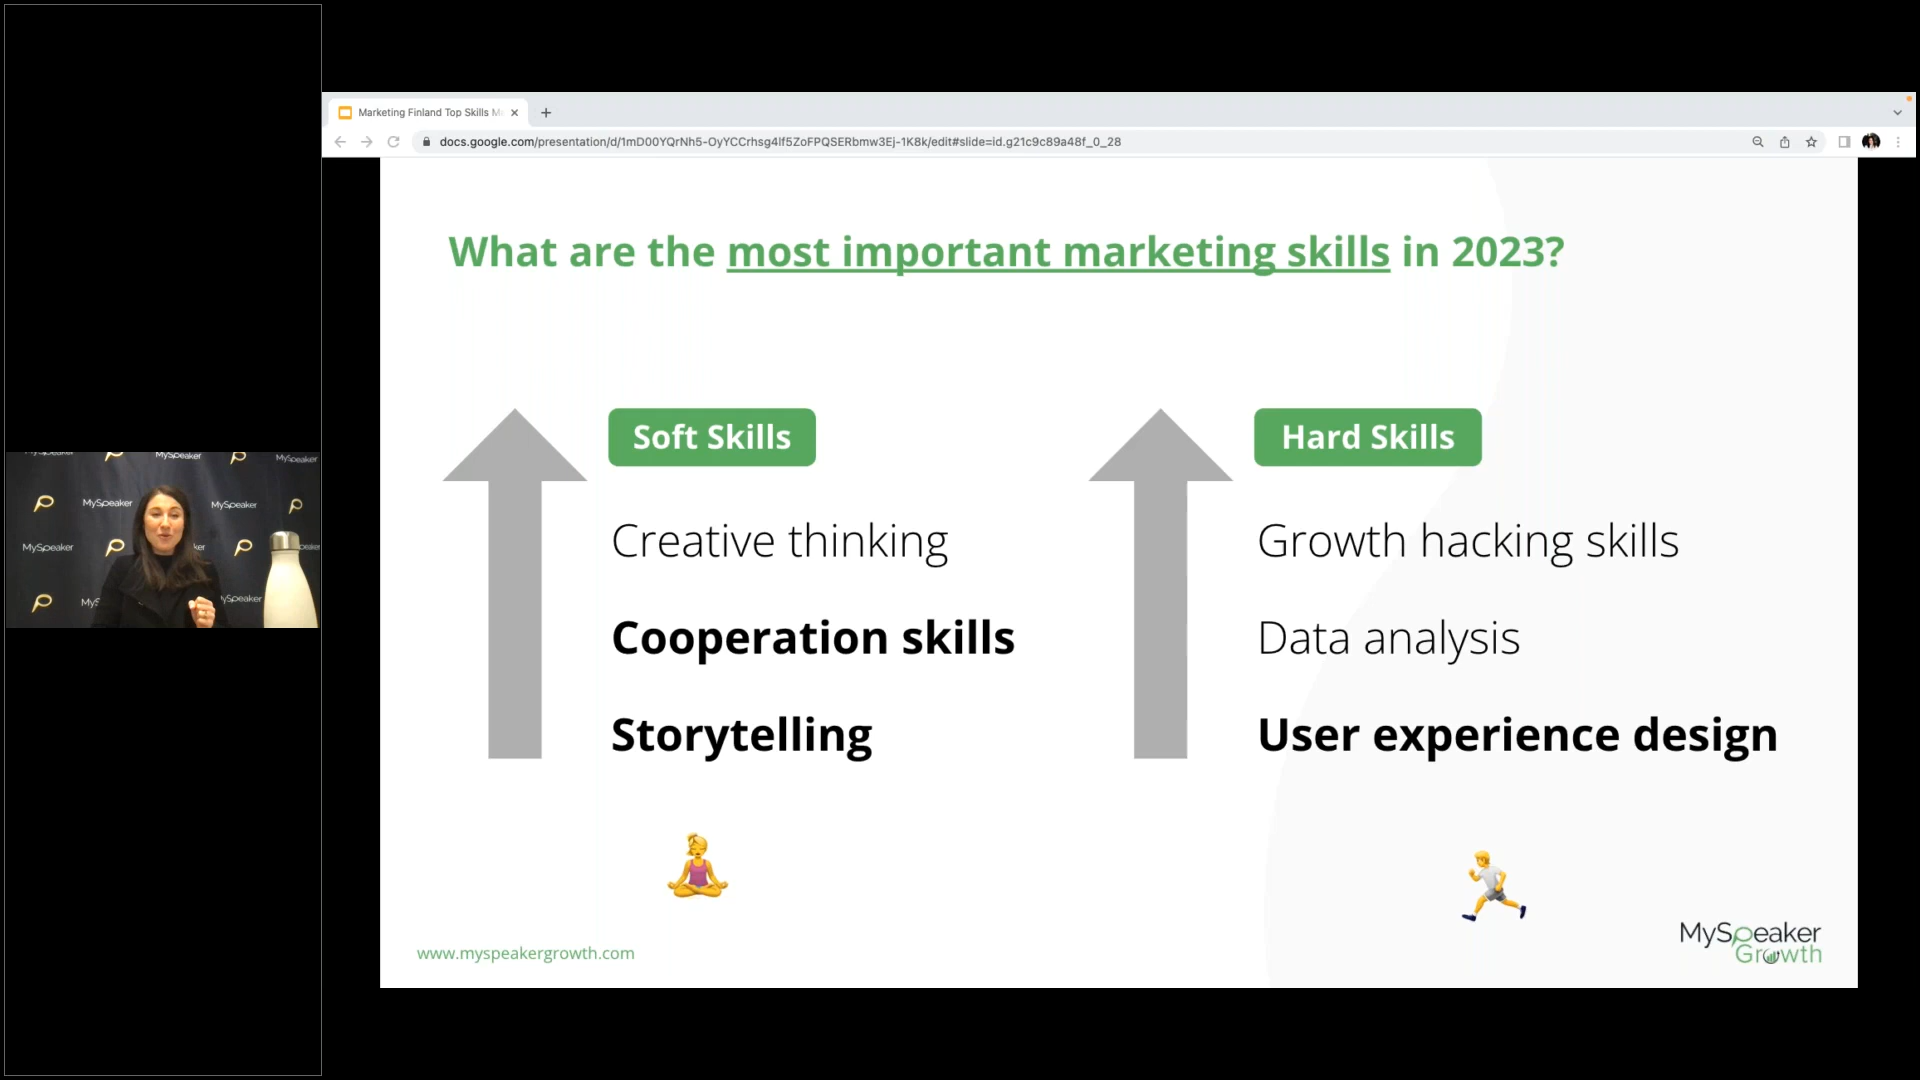 Marketing Finland Top Skills
docs.google.com/presentation/d/1mD00YQrNh5-OyYCCrhsg4lf5ZoFPQSERbmw3Ej-1K8k/edit#slide=id.g21c9c89a48f_0_28
What are the most important marketing skills in 2023?
Soft Skills
Creative thinking
Cooperation skills
Storytelling
Hard Skills
Growth hacking skills
Data analysis
User experience design
www.myspeakergrowth.com
MySpeaker
Growth
MySpeaker MySpeaker
MySpeaker MySpeaker
MySpeaker